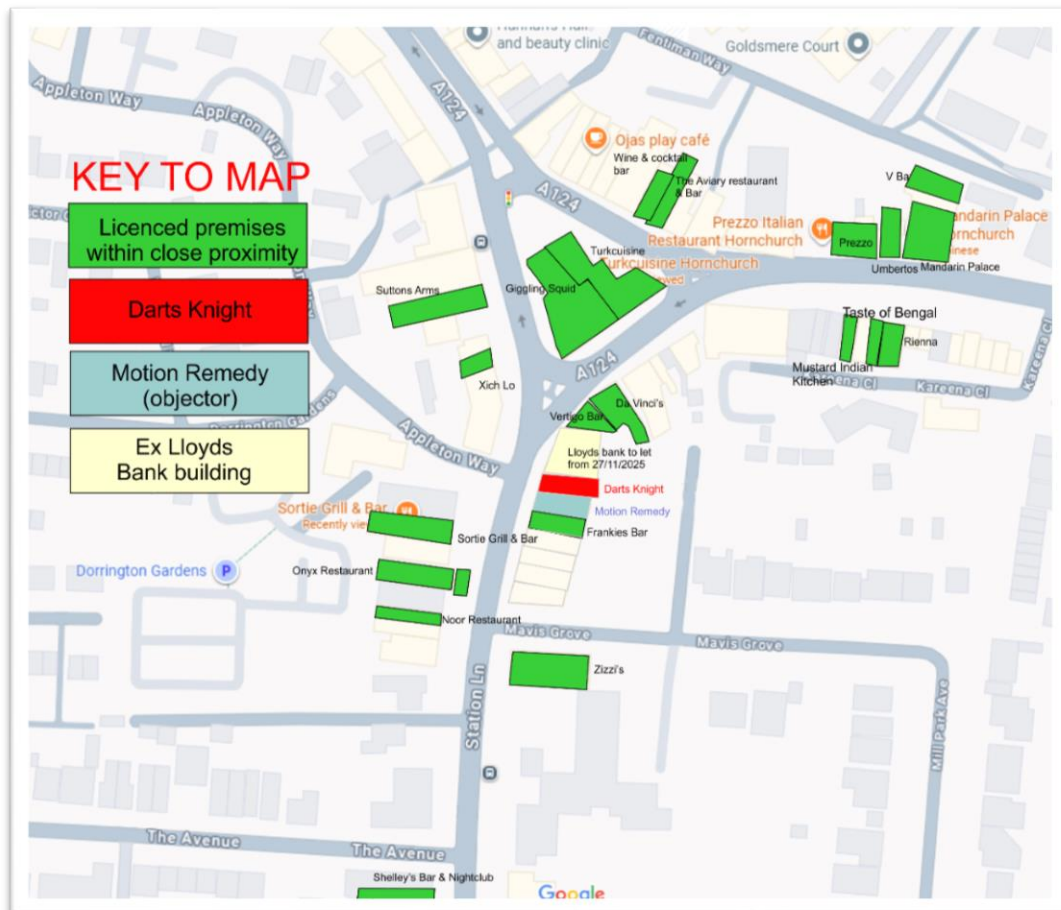 and beauty clinic
Goldsmere Court
Fentiman Way
Appleton Way
Appleton Way
A124
A124
Ojas play café
Wine & cocktail
bar
The Aviary restaurant
& Bar
KEY TO MAP
Licenced premises
within close proximity
Darts Knight
Motion Remedy
(objector)
Ex Lloyds
Bank building
V Ba
Prezzo Italian
Restaurant Hornchurch
Prezzo
Umbertos
Mandarin Palace
Turkcuisine
Turkcuisine Hornchurch
Giggling Squid
Suttons Arms
Xich Lo
Taste of Bengal
Rienna
Mustard Indian
Kitchen
Kareena Cl
Kareena Cl
A124
Da Vinci's
Vertigo Bar
Appleton Way
Lloyds bank to let
from 27/11/2025
Darts Knight
Motion Remedy
Frankies Bar
Sortie Grill & Bar
Sortie Grill & Bar
Dorrington Gardens
P
Onyx Restaurant
Noor Restaurant
Mavis Grove
Mavis Grove
Zizzi's
Station Ln
Mill Park Ave
The Avenue
The Avenue
Shelley's Bar & Nightclub
Google